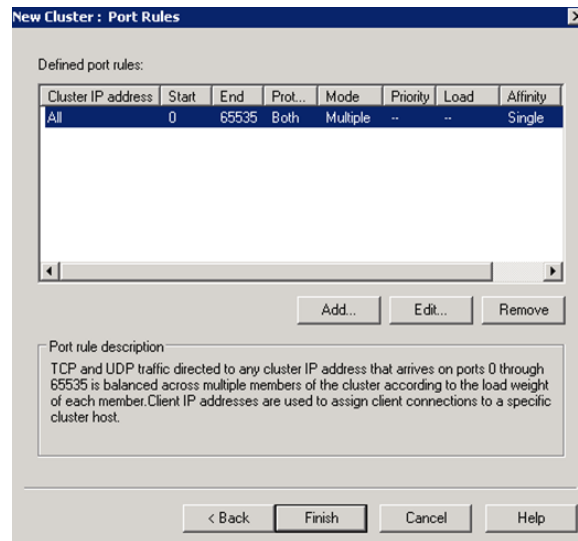 New Cluster : Port Rules
Defined port rules:
Cluster IP address Start End Prot... Mode Priority Load Affinity
All 0 65535 Both Multiple -- -- Single
Add... Edit... Remove
Port rule description
TCP and UDP traffic directed to any cluster IP address that arrives on ports 0 through
65535 is balanced across multiple members of the cluster according to the load weight
of each member.Client IP addresses are used to assign client connections to a specific
cluster host.
< Back Finish Cancel Help